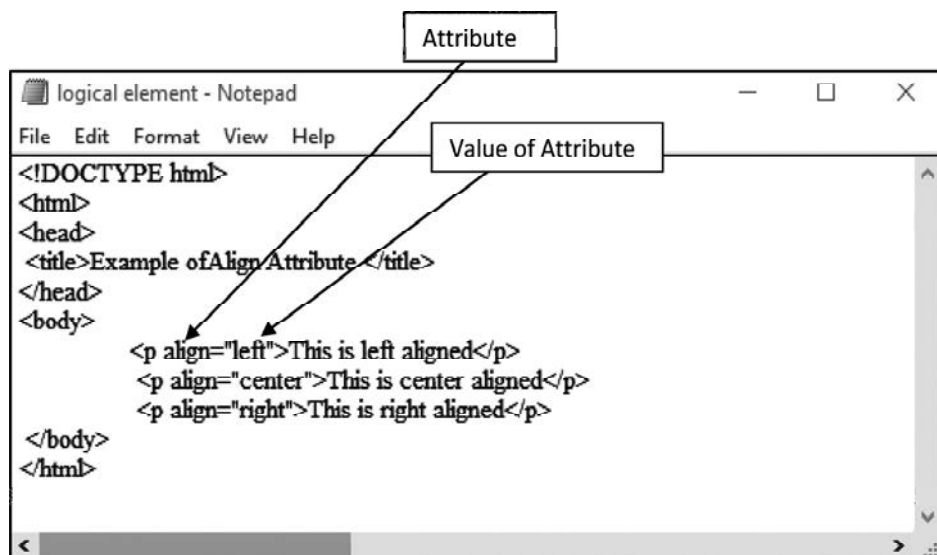 Attribute
logical element - Notepad
File Edit Format View Help
Value of Attribute
<!DOCTYPE html>
<html>
<head>
<title>Example ofAlign Attribute </title>
</head>
<body>
<p align="left">This is left aligned</p>
<p align="center">This is center aligned</p>
<p align="right">This is right aligned</p>
</body>
</html>